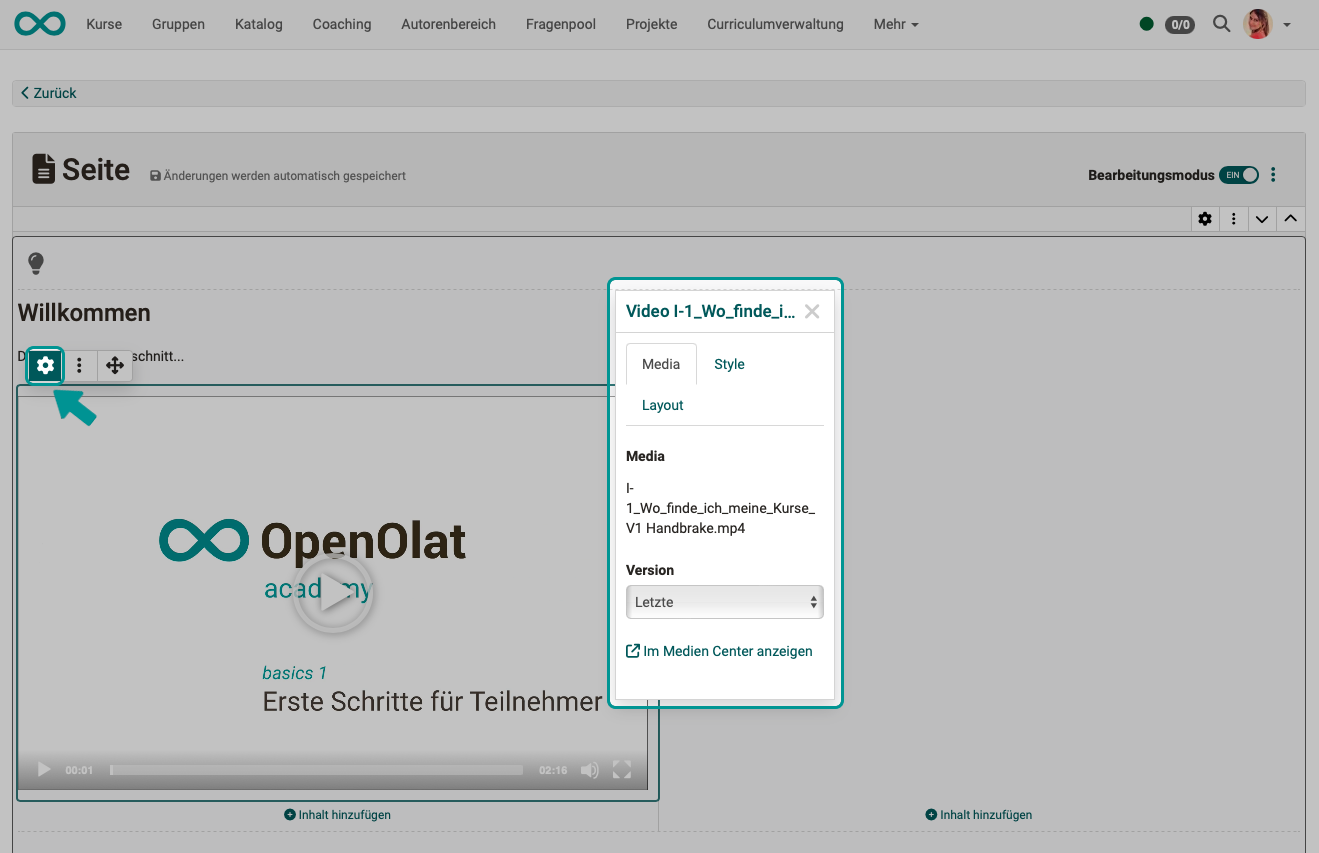 Kurse Gruppen Katalog Coaching Autorenbereich Fragenpool Projekte Curriculumverwaltung Mehr 0/0
Zurück
Seite Änderungen werden automatisch gespeichert Bearbeitungsmodus EIN
Willkommen
D schnitt...
OpenOlat
academy
basics 1
Erste Schritte für Teilnehmer
00:01 02:16
Inhalt hinzufügen Inhalt hinzufügen
Video I-1_Wo_finde_i...
Media Style
Layout
Media
I-
1_Wo_finde_ich_meine_Kurse_
V1 Handbrake.mp4
Version
Letzte
Im Medien Center anzeigen